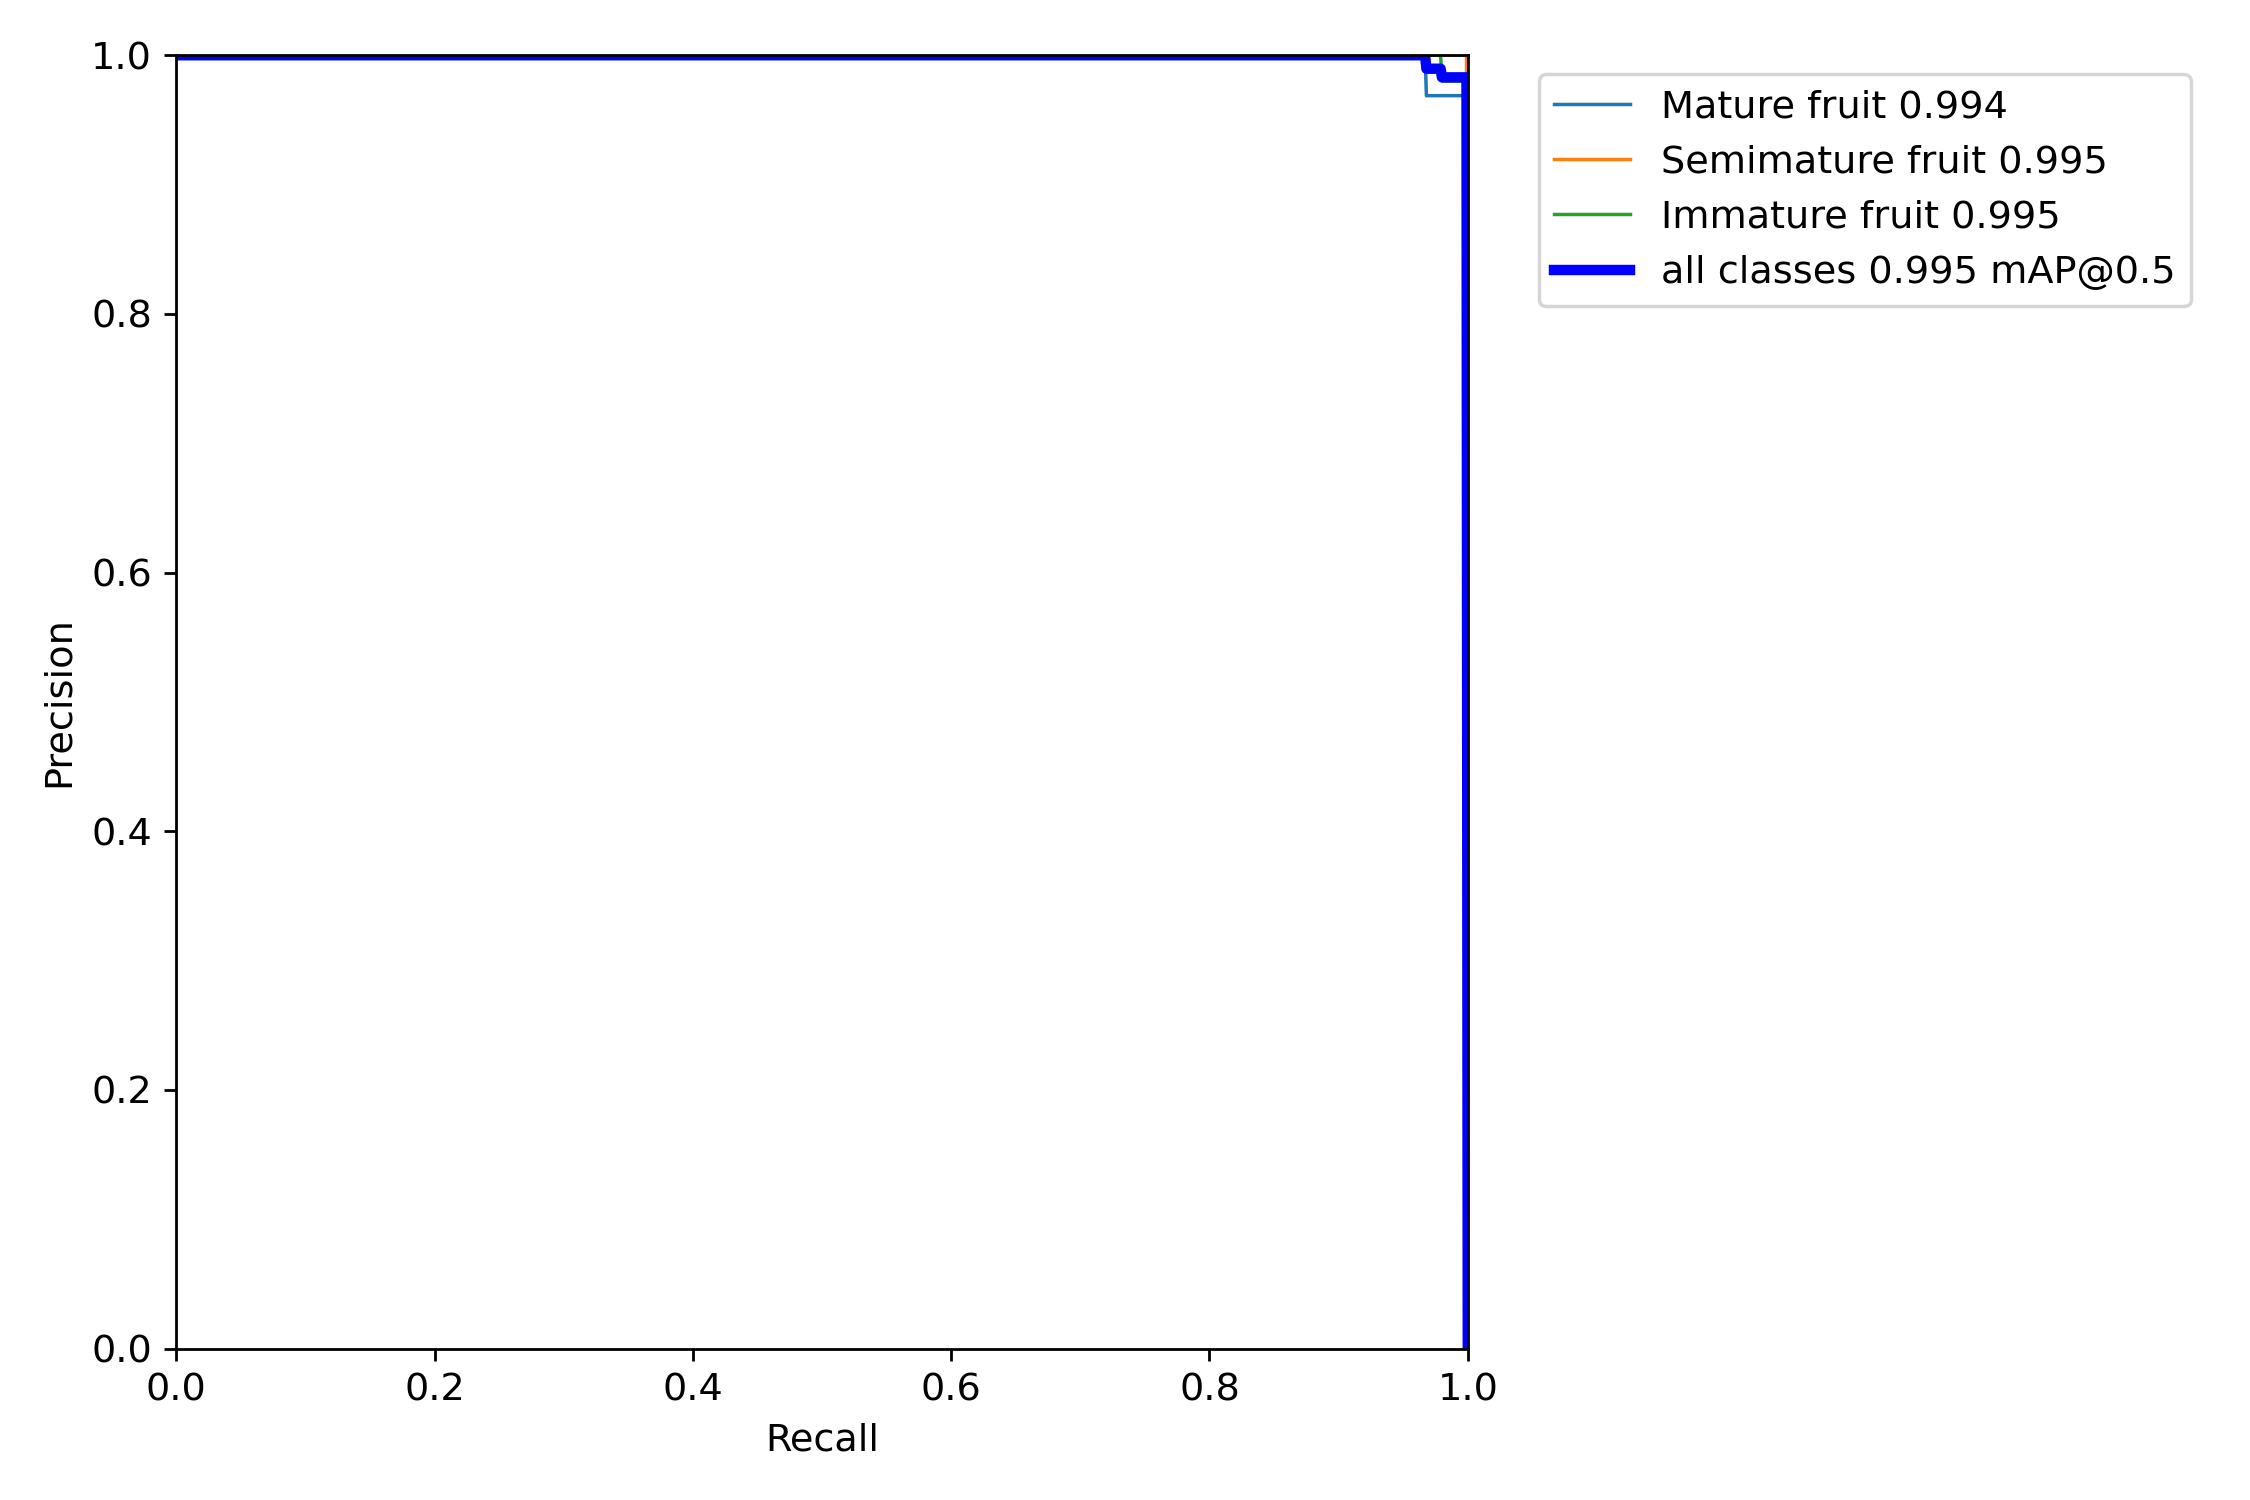 1.0
0.8
0.6
0.4
0.2
0.0
Precision
0.0 0.2 0.4 0.6 0.8 1.0
Recall
Mature fruit 0.994
Semimature fruit 0.995
Immature fruit 0.995
all classes 0.995 mAP@0.5